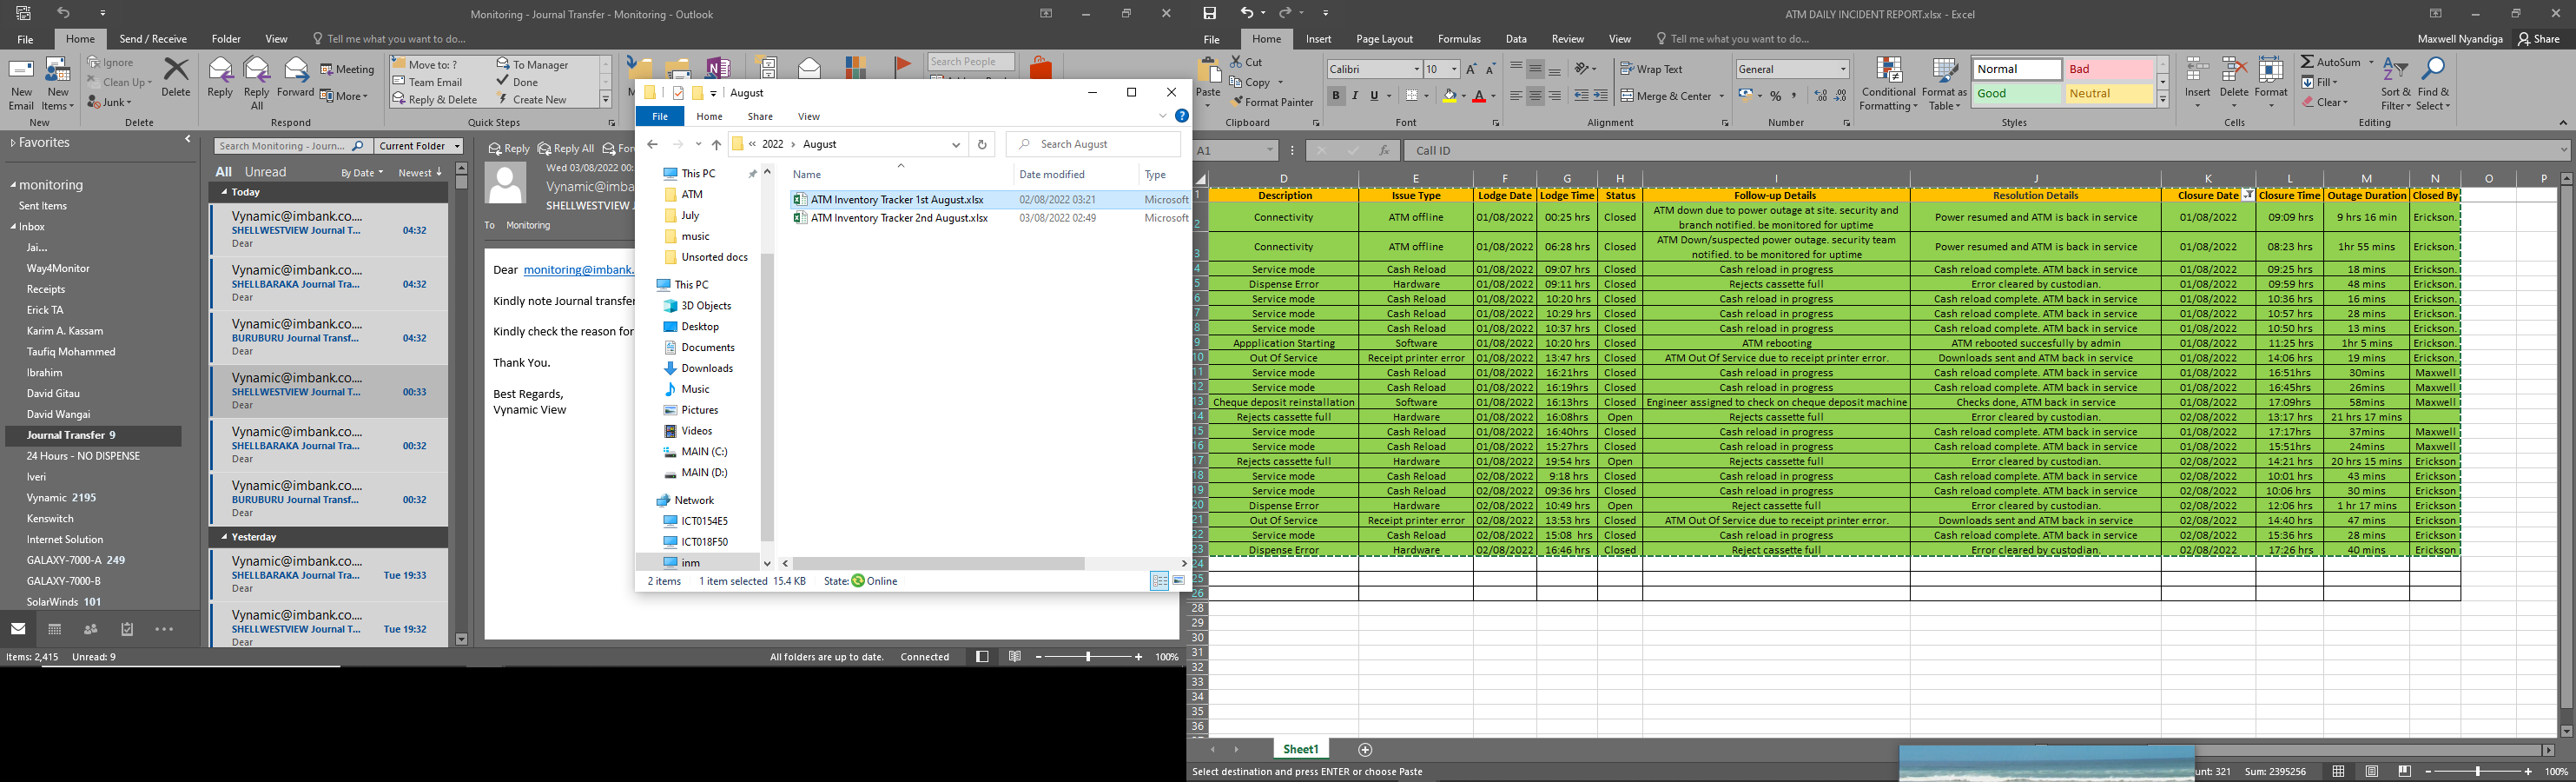 Monitoring - Journal Transfer - Monitoring - Outlook
File Home Send / Receive Folder View Tell me what you want to do...
New Email
New Items
Ignore
Clean Up
Junk
Delete
Reply
Reply All
Forward
Meeting
More
Move to: ?
Team Email
Reply & Delete
To Manager
Done
Create New
Search People
New Delete Respond Quick Steps
Favorites
monitoring
Sent Items
Inbox
Jai...
Way4Monitor
Receipts
Erick TA
Karim A. Kassam
Taufiq Mohammed
Ibrahim
David Gitau
David Wangai
Journal Transfer 9
24 Hours - NO DISPENSE
Iveri
Vynamic 2195
Kenswitch
Internet Solution
GALAXY-7000-A 249
GALAXY-7000-B
SolarWinds 101
Items: 2,415 Unread: 9
Search Monitoring - Journ... Current Folder
All Unread By Date Newest
Today
Vynamic@imbank.co....
SHELLWESTVIEW Journal T... 04:32
Dear
Vynamic@imbank.co....
SHELLBARAKA Journal Tra... 04:32
Dear
Vynamic@imbank.co....
BURUBURU Journal Transf... 04:32
Dear
Vynamic@imbank.co....
SHELLWESTVIEW Journal T... 00:33
Dear
Vynamic@imbank.co....
SHELLBARAKA Journal Tra... 00:32
Dear
Vynamic@imbank.co....
BURUBURU Journal Transf... 00:32
Dear
Yesterday
Vynamic@imbank.co....
SHELLBARAKA Journal Tra... Tue 19:33
Dear
Vynamic@imbank.co....
SHELLWESTVIEW Journal T... Tue 19:32
Dear
Reply Reply All
Wed 03/08/2022 00:
Vynamic@imba
SHELLWESTVIEW J
To Monitoring
Dear monitoring@imbank.
Kindly note Journal transfer
Kindly check the reason for
Thank You.
Best Regards,
Vynamic View
All folders are up to date. Connected 100%
August
File Home Share View
2022 August Search August
This PC
ATM
July
music
Unsorted docs
This PC
3D Objects
Desktop
Documents
Downloads
Music
Pictures
Videos
MAIN (C:)
MAIN (D:)
Network
ICT0154E5
ICT018F50
inm
Name Date modified Type
ATM Inventory Tracker 1st August.xlsx 02/08/2022 03:21 Microsoft
ATM Inventory Tracker 2nd August.xlsx 03/08/2022 02:49 Microsoft
2 items 1 item selected 15.4 KB State: Online
ATM DAILY INCIDENT REPORT.xlsx - Excel
File Home Insert Page Layout Formulas Data Review View Tell me what you want to do... Maxwell Nyandiga Share
Paste
Cut
Copy
Format Painter
Calibri 10
B I U
Wrap Text
Merge & Center
General
Conditional Formatting
Format as Table
Normal Bad
Good Neutral
Insert Delete Format
AutoSum
Fill
Clear
Sort & Filter
Find & Select
Clipboard Font Alignment Number Styles Cells Editing
A1 fx Call ID
D E F G H I J K L M N O P
1 Description Issue Type Lodge Date Lodge Time Status Follow-up Details Resolution Details Closure Date Closure Time Outage Duration Closed By
2 Connectivity ATM offline 01/08/2022 00:25 hrs Closed ATM down due to power outage at site. security and branch notified. be monitored for uptime Power resumed and ATM is back in service 01/08/2022 09:09 hrs 9 hrs 16 min Erickson.
3 Connectivity ATM offline 01/08/2022 06:28 hrs Closed ATM Down/suspected power outage. security team notified. to be monitored for uptime Power resumed and ATM is back in service 01/08/2022 08:23 hrs 1hr 55 mins Erickson.
4 Service mode Cash Reload 01/08/2022 09:07 hrs Closed Cash reload in progress Cash reload complete. ATM back in service 01/08/2022 09:25 hrs 18 mins Erickson.
5 Dispense Error Hardware 01/08/2022 09:11 hrs Closed Rejects cassette full Error cleared by custodian. 01/08/2022 09:59 hrs 48 mins Erickson.
6 Service mode Cash Reload 01/08/2022 10:20 hrs Closed Cash reload in progress Cash reload complete. ATM back in service 01/08/2022 10:36 hrs 16 mins Erickson.
7 Service mode Cash Reload 01/08/2022 10:29 hrs Closed Cash reload in progress Cash reload complete. ATM back in service 01/08/2022 10:57 hrs 28 mins Erickson.
8 Service mode Cash Reload 01/08/2022 10:37 hrs Closed Cash reload in progress Cash reload complete. ATM back in service 01/08/2022 10:50 hrs 13 mins Erickson.
9 Appplication Starting Software 01/08/2022 10:20 hrs Closed ATM rebooting ATM rebooted succesfully by admin 01/08/2022 11:25 hrs 1hr 5 mins Erickson.
10 Out Of Service Receipt printer error 01/08/2022 13:47 hrs Closed ATM Out Of Service due to receipt printer error. Downloads sent and ATM back in service 01/08/2022 14:06 hrs 19 mins Erickson.
11 Service mode Cash Reload 01/08/2022 16:21hrs Closed Cash reload in progress Cash reload complete. ATM back in service 01/08/2022 16:51hrs 30mins Maxwell
12 Service mode Cash Reload 01/08/2022 16:19hrs Closed Cash reload in progress Cash reload complete. ATM back in service 01/08/2022 16:45hrs 26mins Maxwell
13 Cheque deposit reinstallation Software 01/08/2022 16:13hrs Closed Engineer assigned to check on cheque deposit machine Checks done, ATM back in service 01/08/2022 17:09hrs 58mins Maxwell
14 Rejects cassette full Hardware 01/08/2022 16:08hrs Open Rejects cassette full Error cleared by custodian. 02/08/2022 13:17 hrs 21 hrs 17 mins
15 Service mode Cash Reload 01/08/2022 16:40hrs Closed Cash reload in progress Cash reload complete. ATM back in service 01/08/2022 17:17hrs 37mins Maxwell
16 Service mode Cash Reload 01/08/2022 15:27hrs Closed Cash reload in progress Cash reload complete. ATM back in service 01/08/2022 15:51hrs 24mins Maxwell
17 Rejects cassette full Hardware 01/08/2022 19:54 hrs Open Rejects cassette full Error cleared by custodian. 02/08/2022 14:21 hrs 20 hrs 15 mins Erickson
18 Service mode Cash Reload 02/08/2022 9:18 hrs Closed Cash reload in progress Cash reload complete. ATM back in service 02/08/2022 10:01 hrs 43 mins Erickson
19 Service mode Cash Reload 02/08/2022 09:36 hrs Closed Cash reload in progress Cash reload complete. ATM back in service 02/08/2022 10:06 hrs 30 mins Erickson
20 Dispense Error Hardware 02/08/2022 10:49 hrs Open Reject cassette full Error cleared by custodian. 02/08/2022 12:06 hrs 1 hr 17 mins Erickson
21 Out Of Service Receipt printer error 02/08/2022 13:53 hrs Closed ATM Out Of Service due to receipt printer error. Downloads sent and ATM back in service 02/08/2022 14:40 hrs 47 mins Erickson
22 Service mode Cash Reload 02/08/2022 15:08 hrs Closed Cash reload in progress Cash reload complete. ATM back in service 02/08/2022 15:36 hrs 28 mins Erickson
23 Dispense Error Hardware 02/08/2022 16:46 hrs Closed Reject cassette full Error cleared by custodian. 02/08/2022 17:26 hrs 40 mins Erickson
24
25
26
28
29
30
31
32
33
34
35
36
Sheet1
Select destination and press ENTER or choose Paste unt: 321 Sum: 2395256 100%